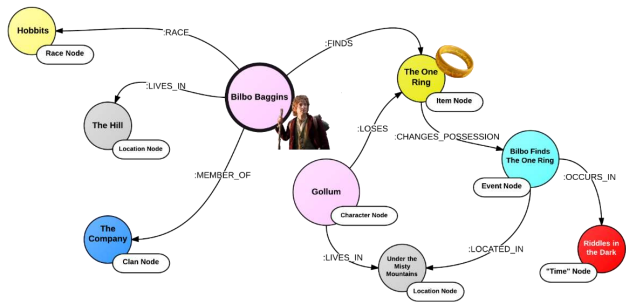 Hobbits
Race Node
:RACE
:FINDS
The One
Ring
Item Node
:LIVES_IN
Bilbo Baggins
The Hill
Location Node
:LOSES
:CHANGES_POSSESSION
Bilbo Finds
The One Ring
Event Node
:OCCURS_IN
:MEMBER_OF
Gollum
Character Node
The
Company
Clan Node
:LIVES_IN
:LOCATED_IN
Under the
Misty
Mountains
Location Node
Riddles in
the Dark
"Time" Node